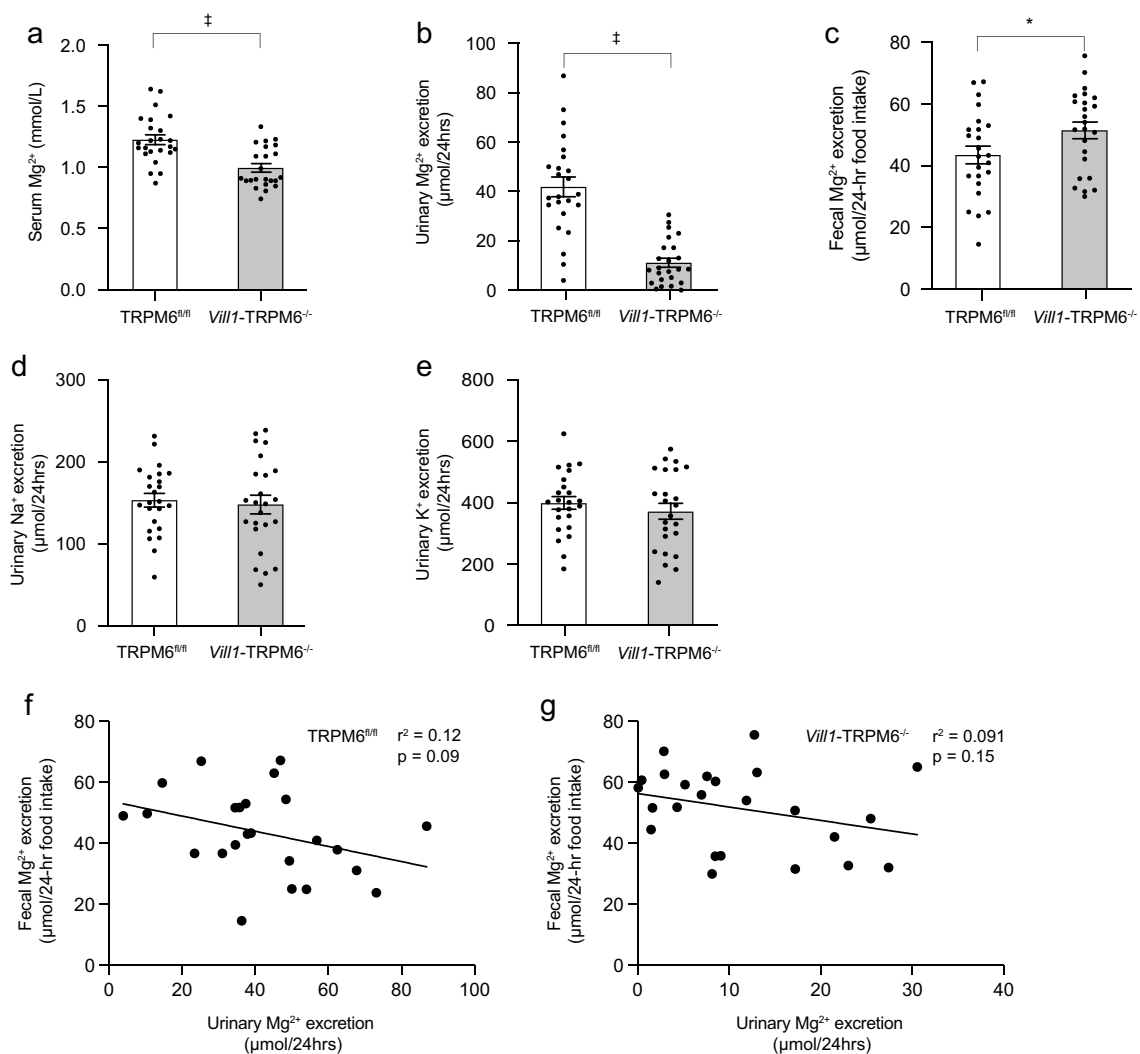 a
‡
Serum Mg²⁺ (mmol/L)
2.0
1.5
1.0
0.5
0.0
TRPM6ᶠˡ/ᶠˡ
Vill1-TRPM6⁻/⁻
b
‡
Urinary Mg²⁺ excretion
(µmol/24hrs)
100
80
60
40
20
0
TRPM6ᶠˡ/ᶠˡ
Vill1-TRPM6⁻/⁻
c
*
Fecal Mg²⁺ excretion
(µmol/24-hr food intake)
80
60
40
20
0
TRPM6ᶠˡ/ᶠˡ
Vill1-TRPM6⁻/⁻
d
Urinary Na⁺ excretion
(µmol/24hrs)
300
200
100
0
TRPM6ᶠˡ/ᶠˡ
Vill1-TRPM6⁻/⁻
e
Urinary K⁺ excretion
(µmol/24hrs)
800
600
400
200
0
TRPM6ᶠˡ/ᶠˡ
Vill1-TRPM6⁻/⁻
f
Fecal Mg²⁺ excretion
(µmol/24-hr food intake)
80
60
40
20
0
TRPM6ᶠˡ/ᶠˡ
r² = 0.12
p = 0.09
0 20 40 60 80 100
Urinary Mg²⁺ excretion
(µmol/24hrs)
g
Fecal Mg²⁺ excretion
(µmol/24-hr food intake)
80
60
40
20
0
Vill1-TRPM6⁻/⁻
r² = 0.091
p = 0.15
0 10 20 30 40
Urinary Mg²⁺ excretion
(µmol/24hrs)